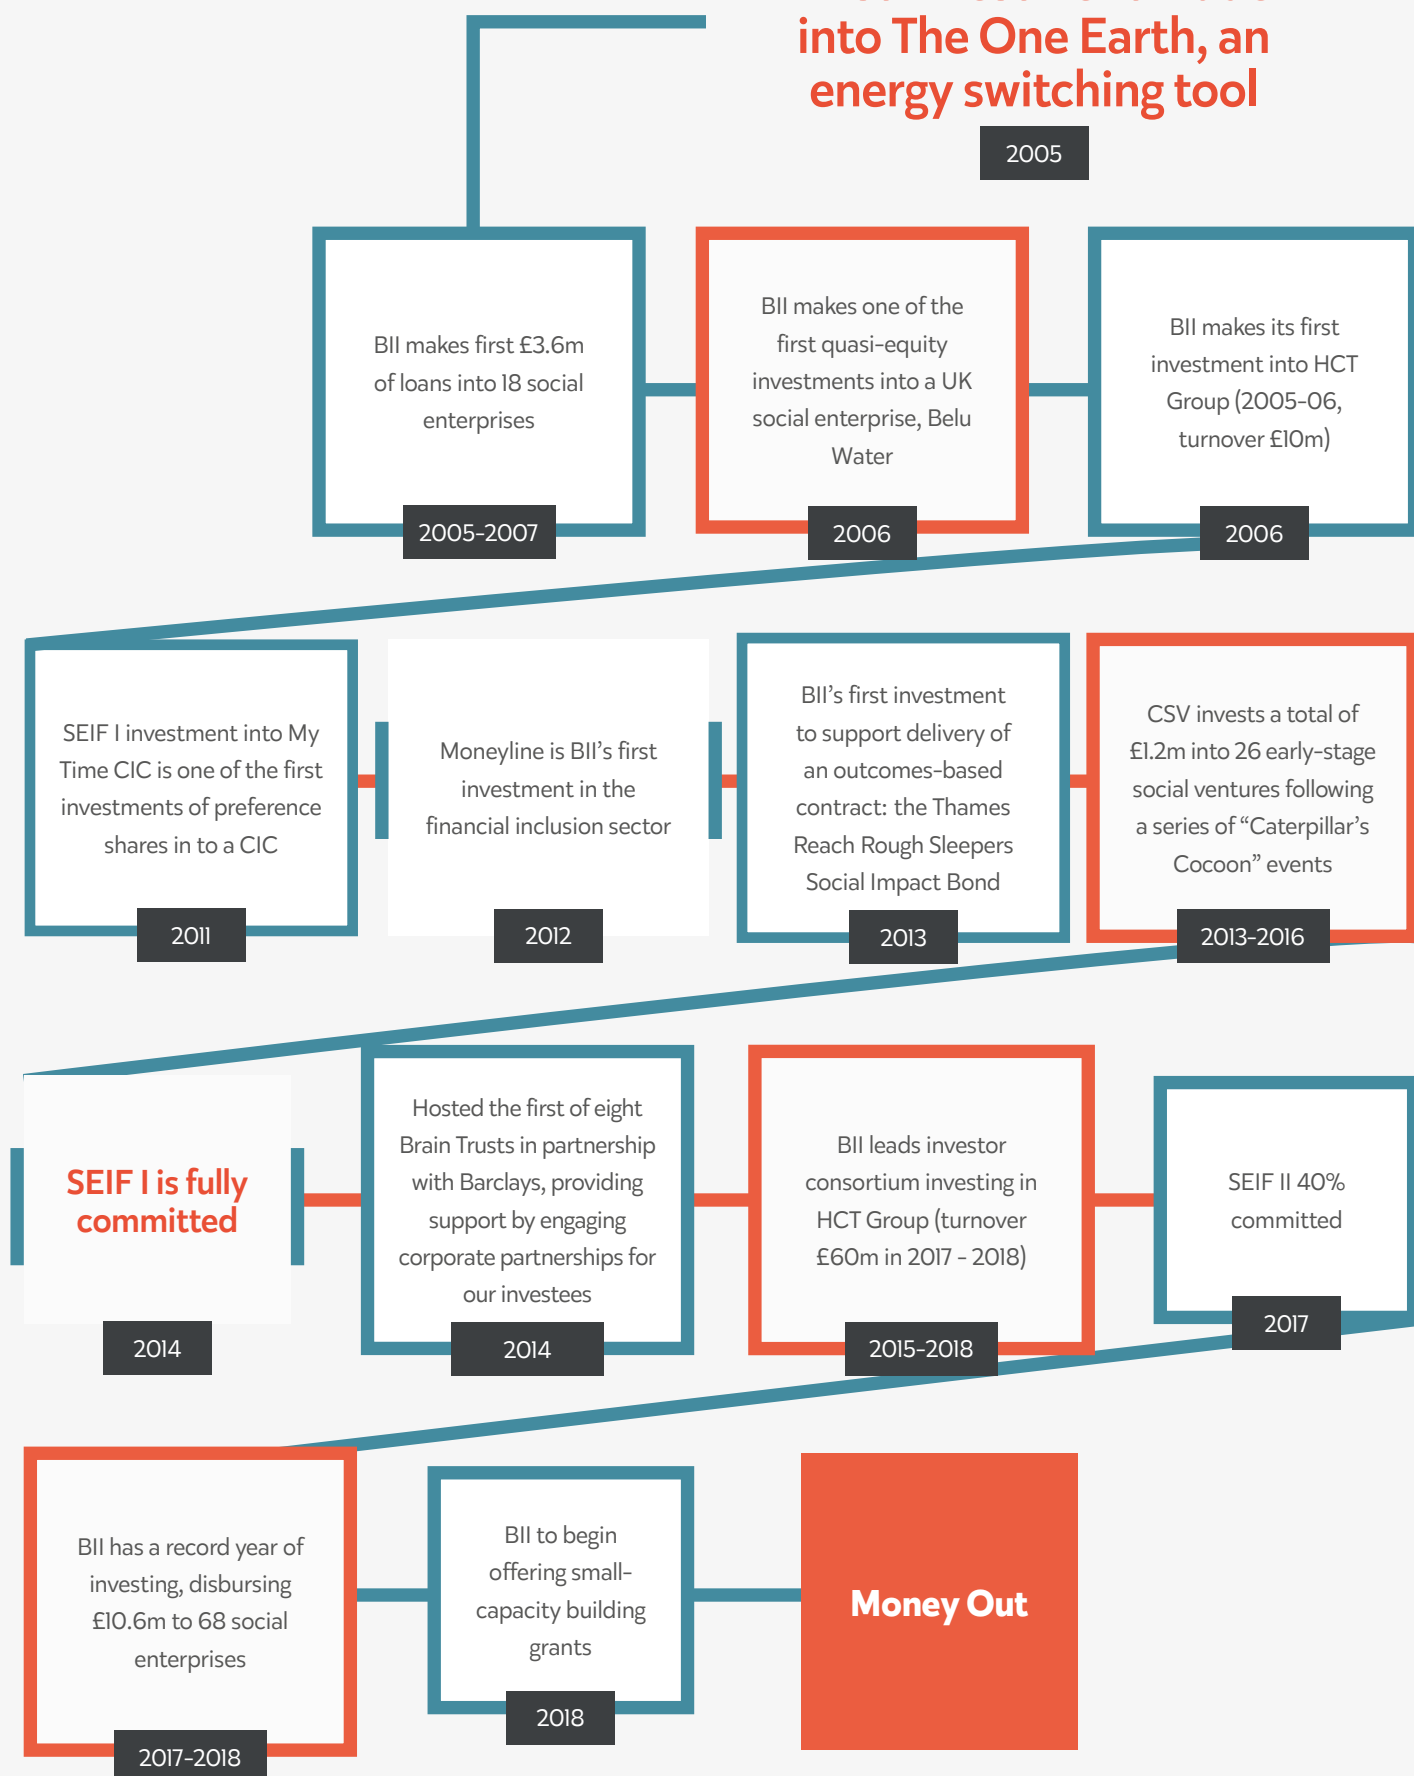 into The One Earth, an
energy switching tool
2005
BII makes first £3.6m
of loans into 18 social
enterprises
2005-2007
BII makes one of the
first quasi-equity
investments into a UK
social enterprise, Belu
Water
2006
BII makes its first
investment into HCT
Group (2005-06,
turnover £10m)
2006
SEIF I investment into My
Time CIC is one of the first
investments of preference
shares in to a CIC
2011
Moneyline is BII’s first
investment in the
financial inclusion sector
2012
BII’s first investment
to support delivery of
an outcomes-based
contract: the Thames
Reach Rough Sleepers
Social Impact Bond
2013
CSV invests a total of
£1.2m into 26 early-stage
social ventures following
a series of “Caterpillar’s
Cocoon” events
2013-2016
SEIF I is fully
committed
2014
Hosted the first of eight
Brain Trusts in partnership
with Barclays, providing
support by engaging
corporate partnerships for
our investees
2014
BII leads investor
consortium investing in
HCT Group (turnover
£60m in 2017 - 2018)
2015-2018
SEIF II 40%
committed
2017
BII has a record year of
investing, disbursing
£10.6m to 68 social
enterprises
2017-2018
BII to begin
offering small-
capacity building
grants
2018
Money Out